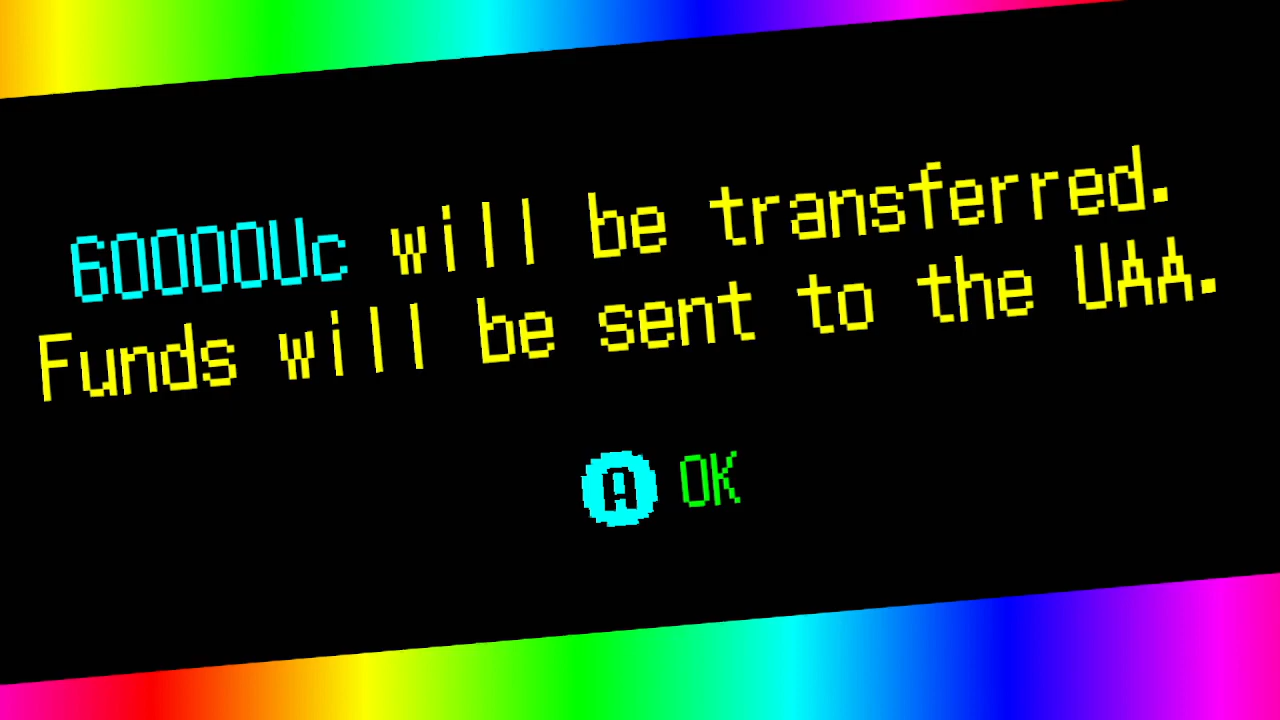 60000Uc will be transferred.
Funds will be sent to the UAA.
A OK